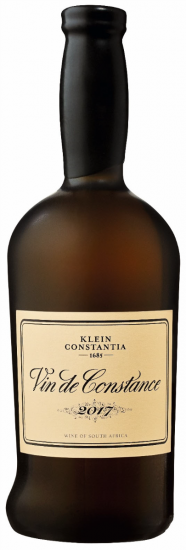 KLEIN
CONSTANTIA
1685
Vin de Constance
2017
WINE OF SOUTH AFRICA